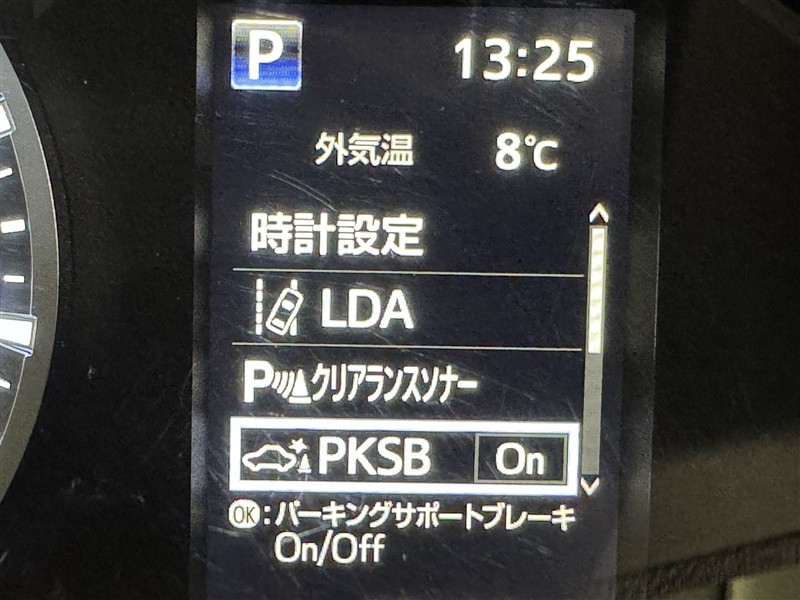 P 13:25
外気温 8℃
時計設定
LDA
Pクリアランスソナー
PKSB On
OK:パーキングサポートブレーキ
On/Off